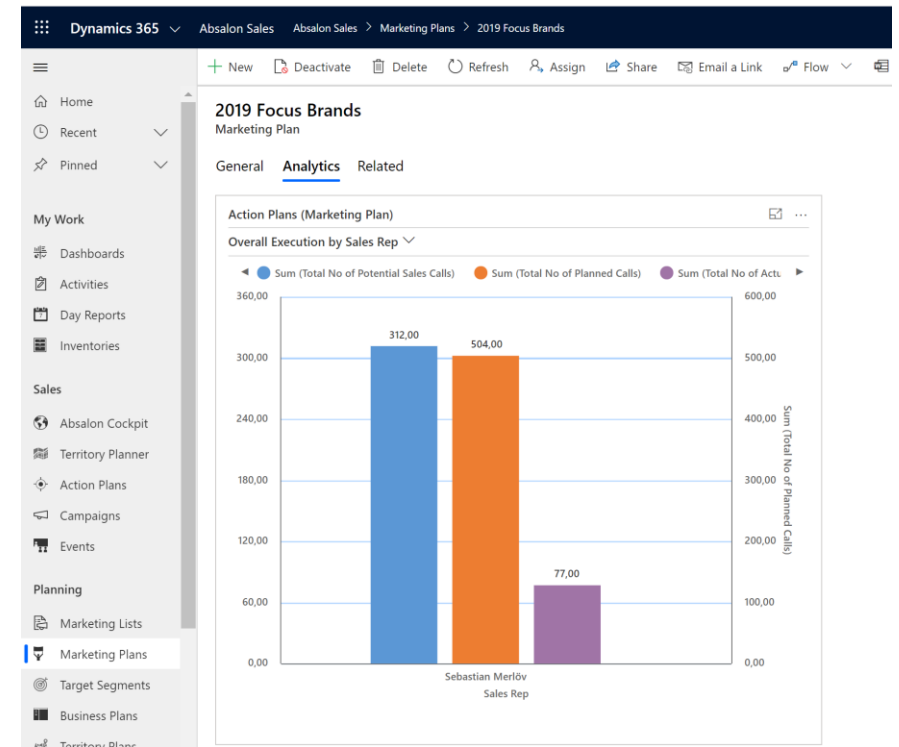 Dynamics 365
Absalon Sales
Absalon Sales > Marketing Plans > 2019 Focus Brands
New
Deactivate
Delete
Refresh
Assign
Share
Email a Link
Flow
Home
Recent
Pinned
My Work
Dashboards
Activities
Day Reports
Inventories
Sales
Absalon Cockpit
Territory Planner
Action Plans
Campaigns
Events
Planning
Marketing Lists
Marketing Plans
Target Segments
Business Plans
Territory Plans
2019 Focus Brands
Marketing Plan
General Analytics Related
Action Plans (Marketing Plan)
Overall Execution by Sales Rep
Sum (Total No of Potential Sales Calls) Sum (Total No of Planned Calls) Sum (Total No of Actu
360,00
300,00
240,00
180,00
120,00
60,00
0,00
312,00
504,00
77,00
600,00
500,00
400,00
300,00
200,00
100,00
0,00
Sum (Total No of Planned Calls)
Sebastian Merlöv
Sales Rep